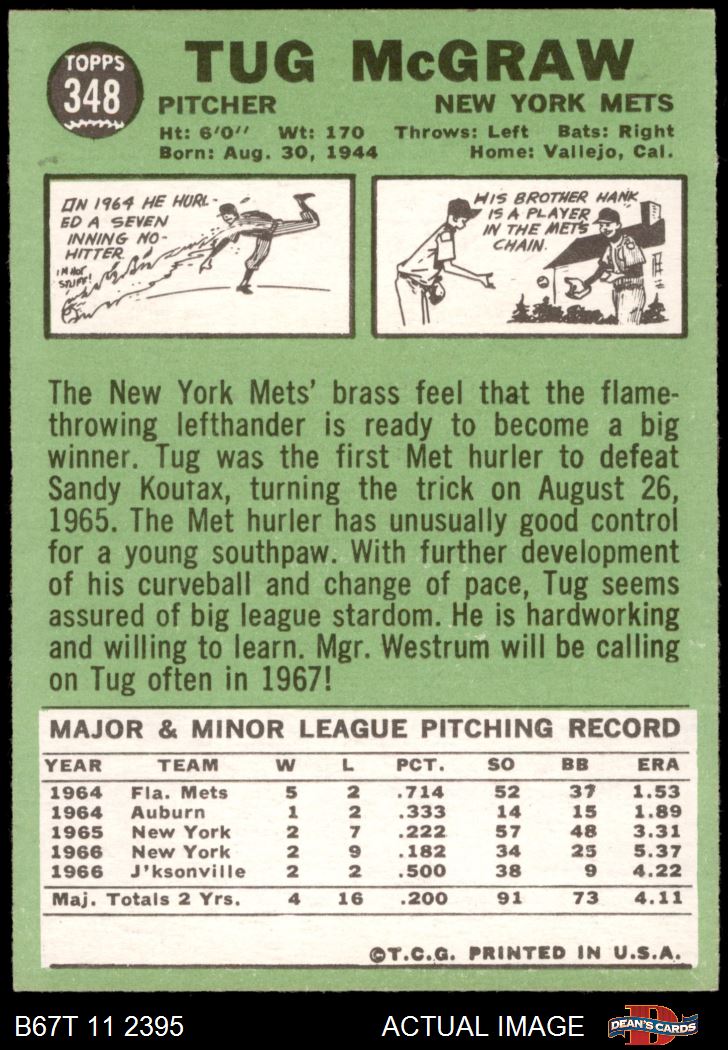 TOPPS
348
TUG McGRAW
PITCHER NEW YORK METS
Ht: 6'0" Wt: 170 Throws: Left Bats: Right
Born: Aug. 30, 1944 Home: Vallejo, Cal.
IN 1964 HE HURL-
ED A SEVEN
INNING NO-
HITTER
I'M HOT
STUFF!
HIS BROTHER HANK
IS A PLAYER
IN THE METS
CHAIN.
The New York Mets' brass feel that the flame-
throwing lefthander is ready to become a big
winner. Tug was the first Met hurler to defeat
Sandy Koufax, turning the trick on August 26,
1965. The Met hurler has unusually good control
for a young southpaw. With further development
of his curveball and change of pace, Tug seems
assured of big league stardom. He is hardworking
and willing to learn. Mgr. Westrum will be calling
on Tug often in 1967!
MAJOR & MINOR LEAGUE PITCHING RECORD
YEAR TEAM W L PCT. SO BB ERA
1964 Fla. Mets 5 2 .714 52 37 1.53
1964 Auburn 1 2 .333 14 15 1.89
1965 New York 2 7 .222 57 48 3.31
1966 New York 2 9 .182 34 25 5.37
1966 J'ksonville 2 2 .500 38 9 4.22
Maj. Totals 2 Yrs. 4 16 .200 91 73 4.11
©T.C.G. PRINTED IN U.S.A.
B67T 11 2395 ACTUAL IMAGE D DEAN'S CARDS